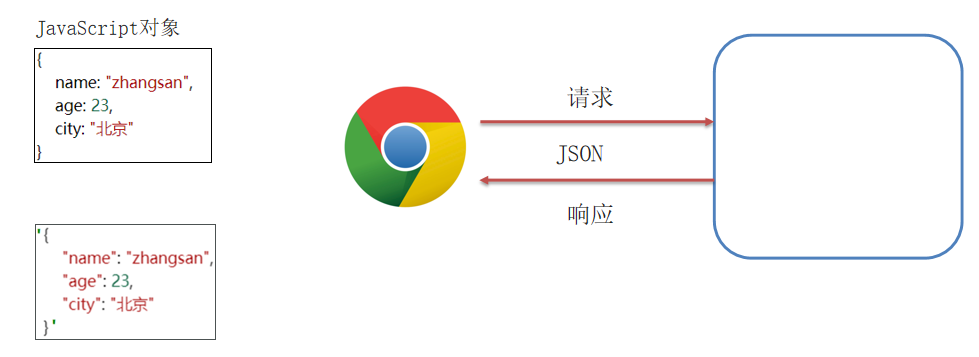 JavaScript对象
{
name: "zhangsan",
age: 23,
city: "北京"
}
'{
"name": "zhangsan",
"age": 23,
"city": "北京"
}'
请求
JSON
响应